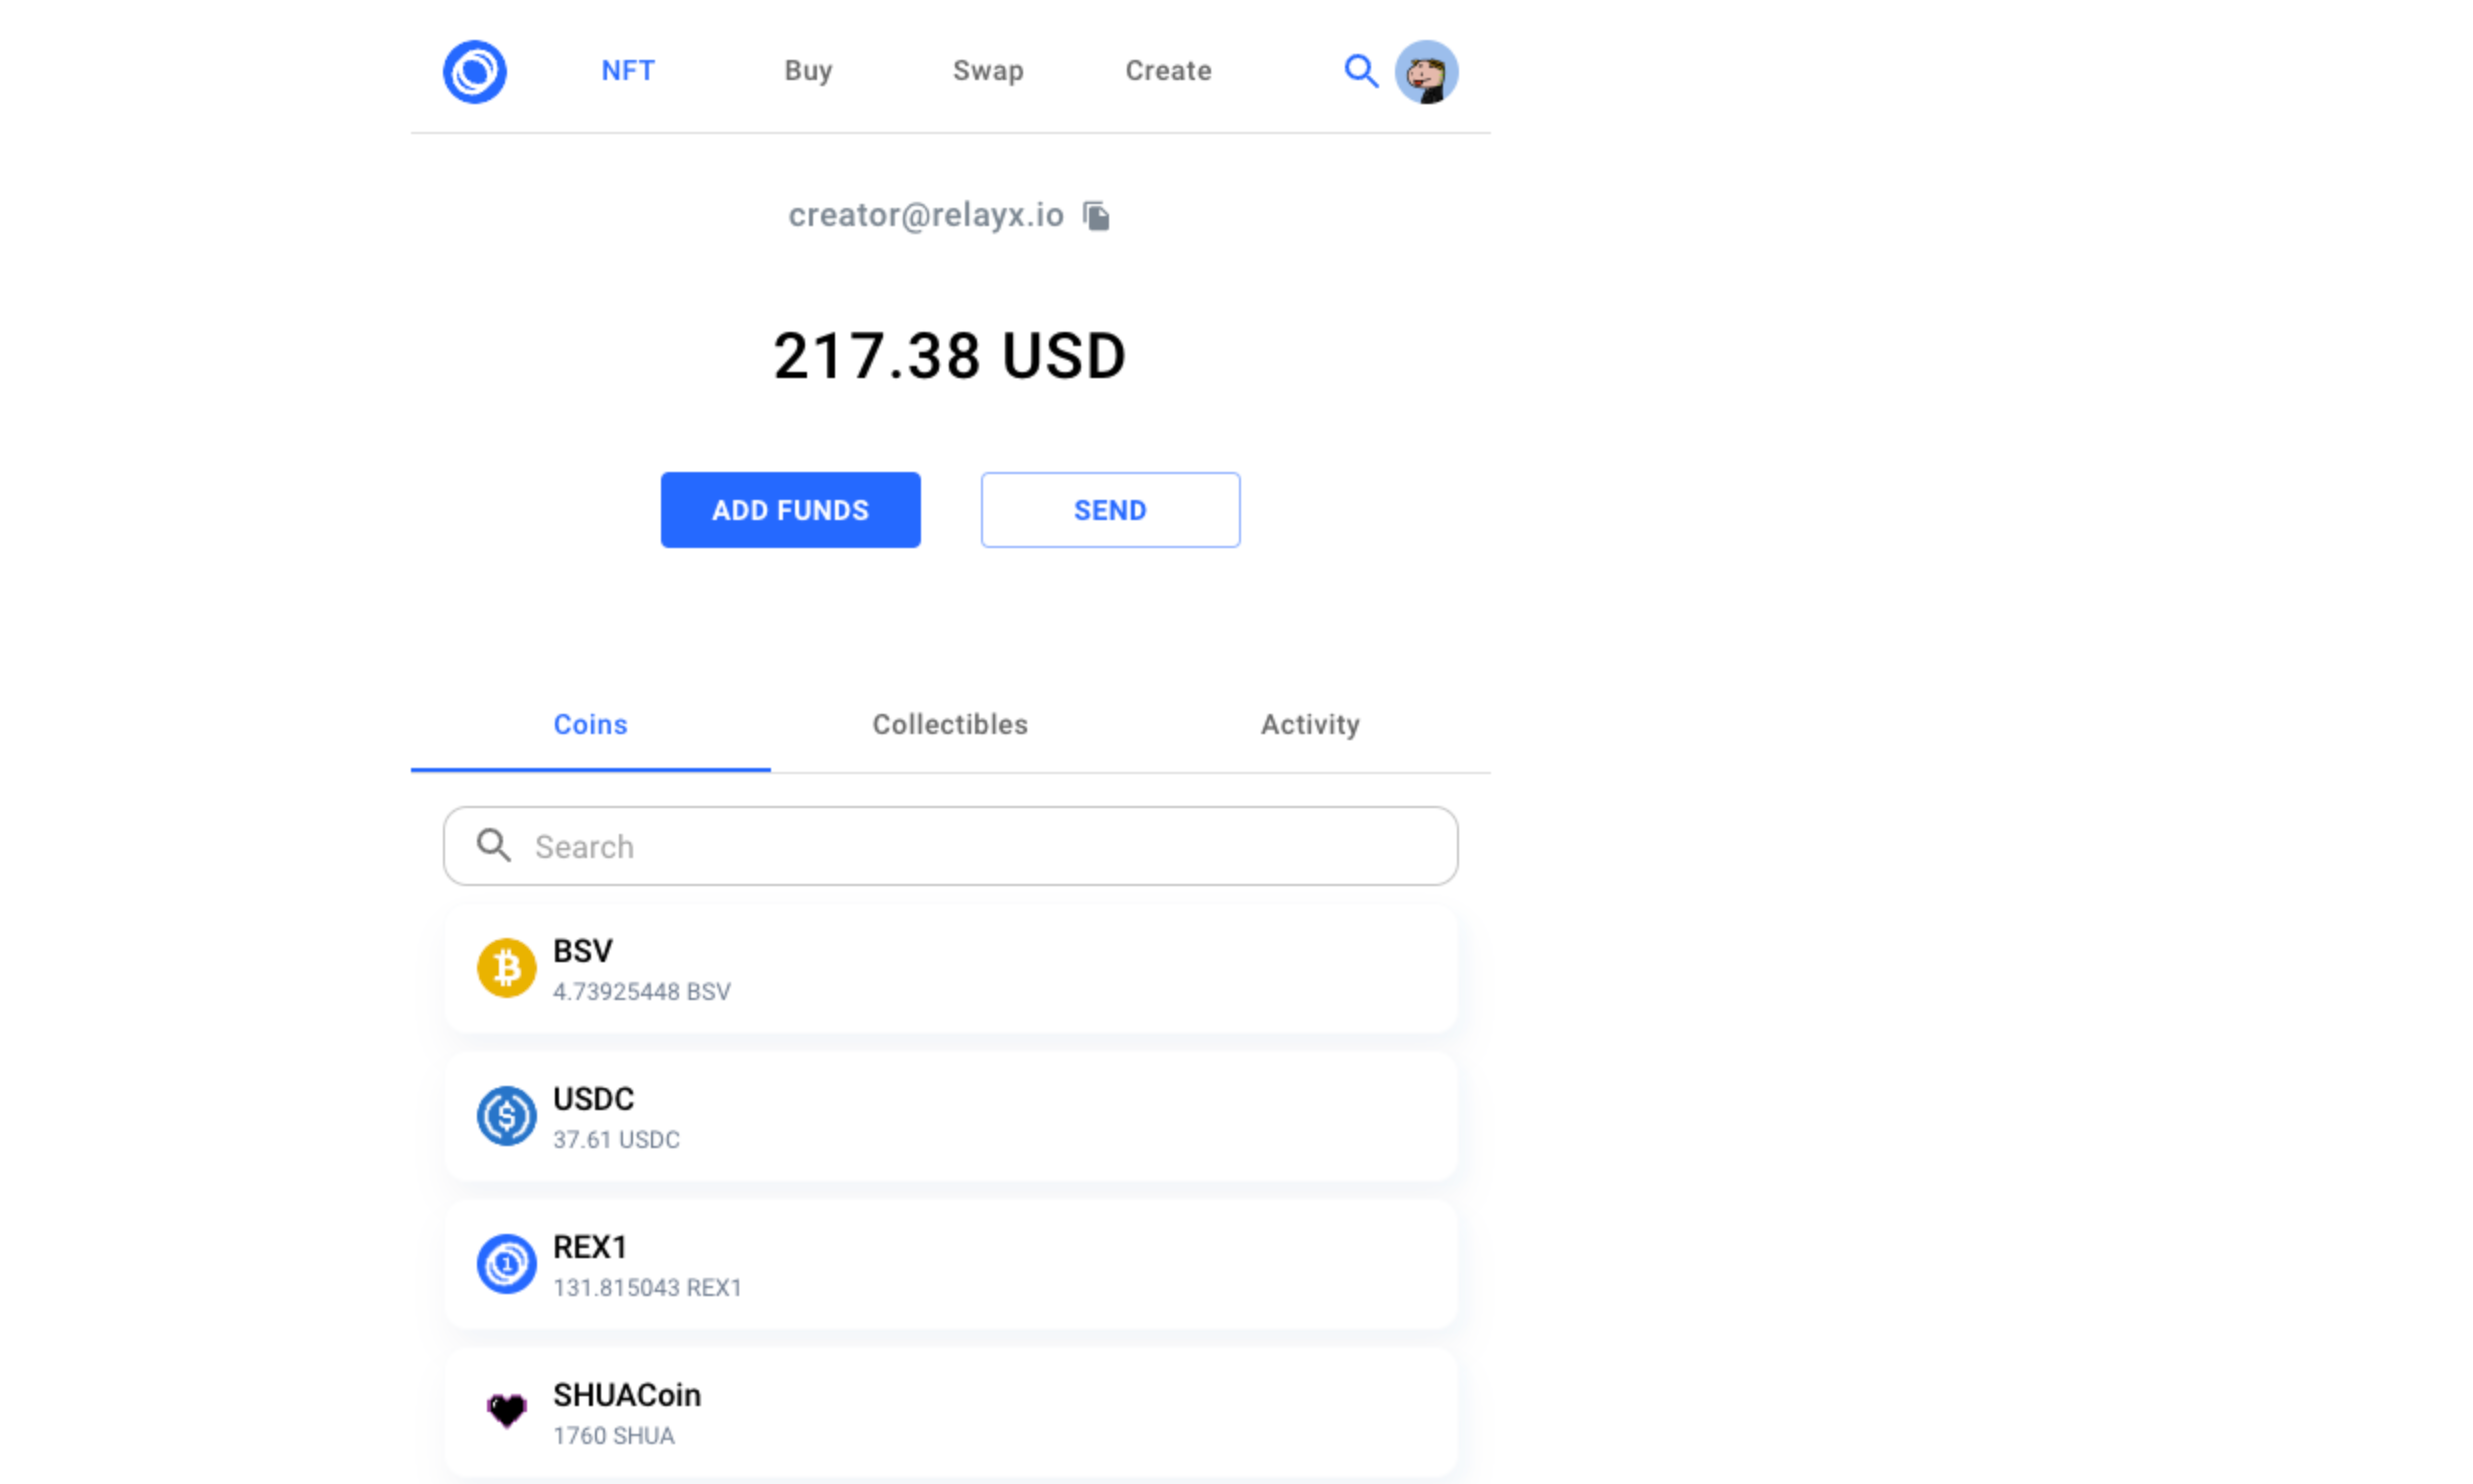 NFT Buy Swap Create
creator@relayx.io
217.38 USD
ADD FUNDS SEND
Coins Collectibles Activity
Search
BSV
4.73925448 BSV
USDC
37.61 USDC
REX1
131.815043 REX1
SHUACoin
1760 SHUA